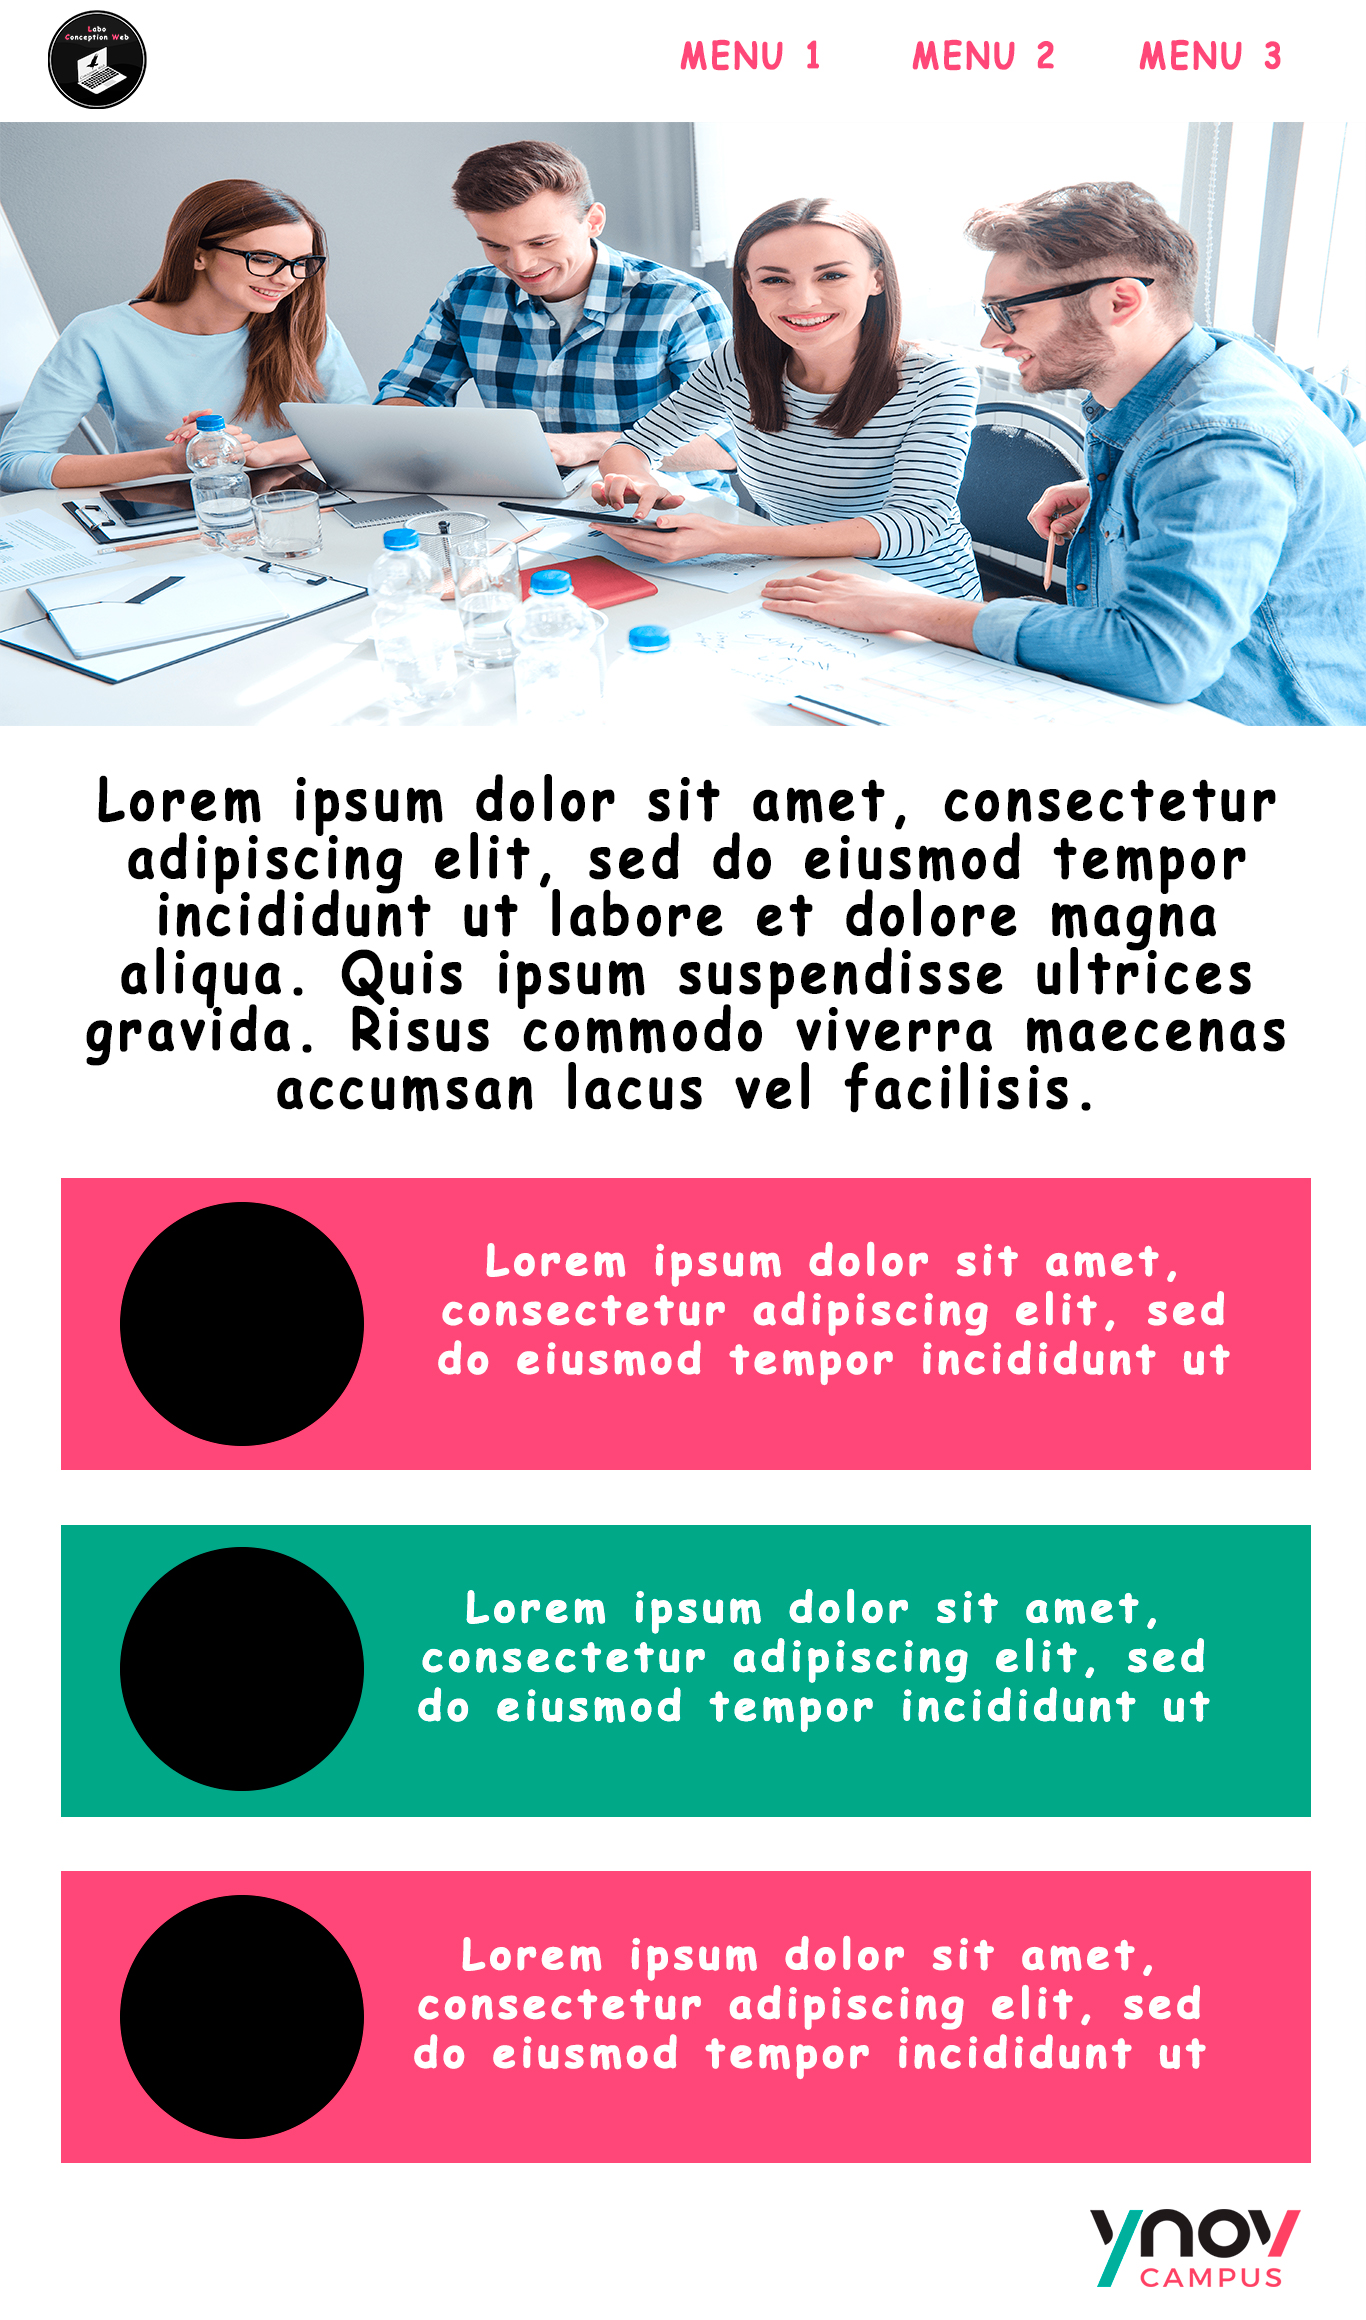 Labo
Conception Web
MENU 1 MENU 2 MENU 3
Lorem ipsum dolor sit amet, consectetur
adipiscing elit, sed do eiusmod tempor
incididunt ut labore et dolore magna
aliqua. Quis ipsum suspendisse ultrices
gravida. Risus commodo viverra maecenas
accumsan lacus vel facilisis.
Lorem ipsum dolor sit amet,
consectetur adipiscing elit, sed
do eiusmod tempor incididunt ut
Lorem ipsum dolor sit amet,
consectetur adipiscing elit, sed
do eiusmod tempor incididunt ut
Lorem ipsum dolor sit amet,
consectetur adipiscing elit, sed
do eiusmod tempor incididunt ut
ynov
CAMPUS